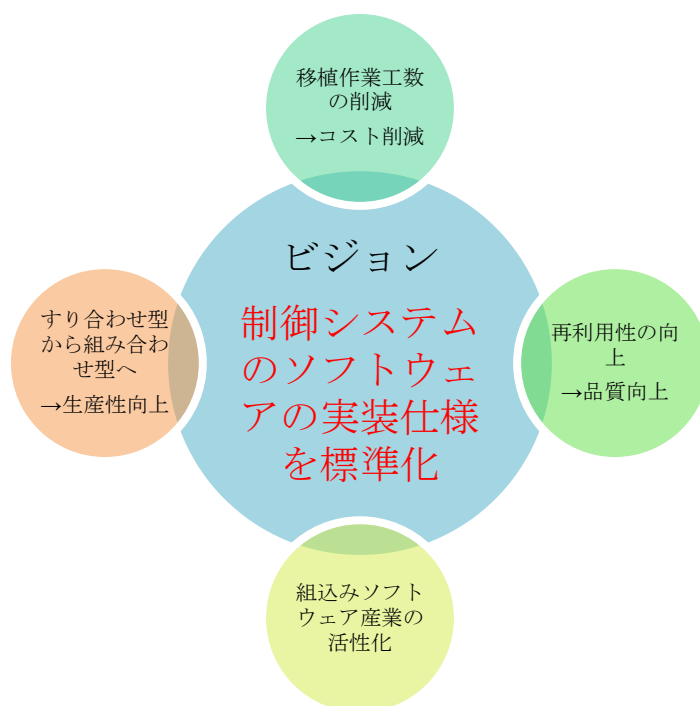 移植作業工数
の削減
→コスト削減
ビジョン
制御システム
のソフトウェ
アの実装仕様
を標準化
すり合わせ型
から組み合わ
せ型へ
→生産性向上
再利用性の向
上
→品質向上
組込みソフト
ウェア産業の
活性化